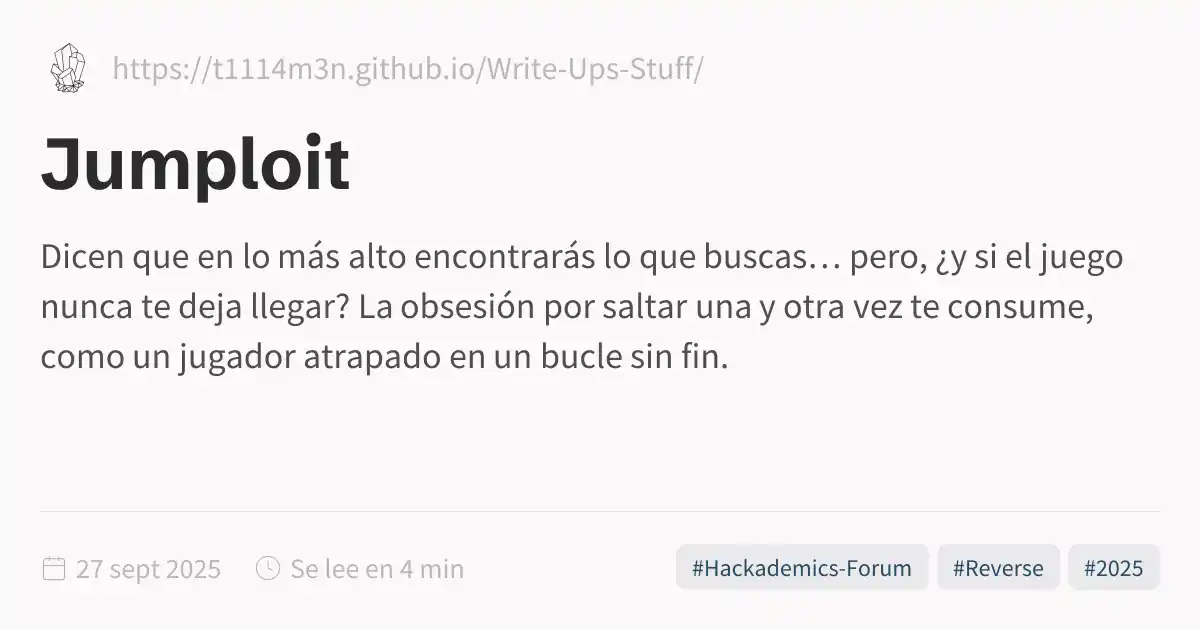 https://t1114m3n.github.io/Write-Ups-Stuff/
Jumploit
Dicen que en lo más alto encontrarás lo que buscas… pero, ¿y si el juego
nunca te deja llegar? La obsesión por saltar una y otra vez te consume,
como un jugador atrapado en un bucle sin fin.
27 sept 2025 Se lee en 4 min #Hackademics-Forum #Reverse #2025